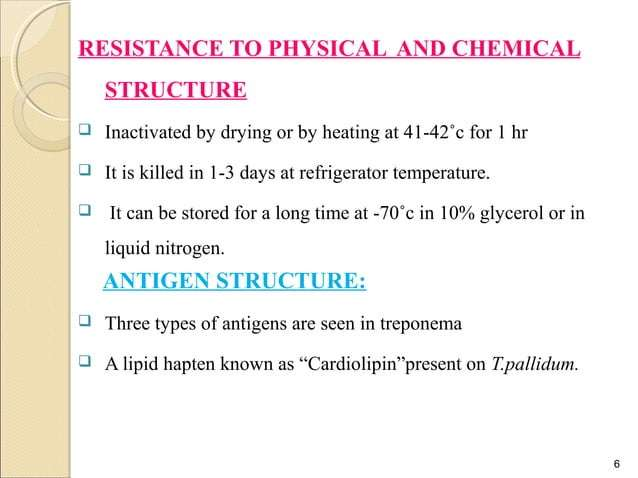 RESISTANCE TO PHYSICAL AND CHEMICAL
STRUCTURE
Inactivated by drying or by heating at 41-42˚c for 1 hr
It is killed in 1-3 days at refrigerator temperature.
It can be stored for a long time at -70˚c in 10% glycerol or in
liquid nitrogen.
ANTIGEN STRUCTURE:
Three types of antigens are seen in treponema
A lipid hapten known as “Cardiolipin”present on T.pallidum.
6